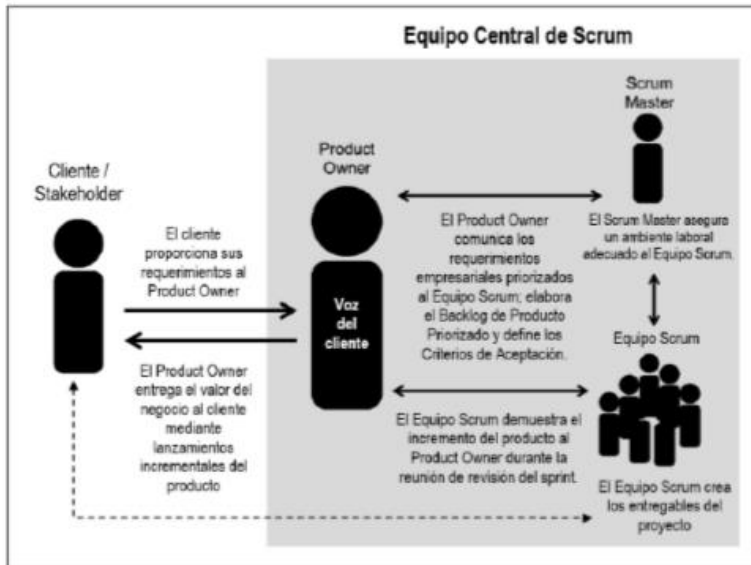 Equipo Central de Scrum
Scrum
Master
Product
Owner
Cliente /
Stakeholder
El cliente
proporciona sus
requerimientos al
Product Owner
El Product Owner
comunica los
requerimientos
empresariales priorizados
al Equipo Scrum; elabora
el Backlog de Producto
Priorizado y define los
Criterios de Aceptación.
El Scrum Master asegura
un ambiente laboral
adecuado al Equipo Scrum.
Voz
del
cliente
Equipo Scrum
El Product Owner
entrega el valor del
negocio al cliente
mediante
lanzamientos
incrementales del
producto
El Equipo Scrum demuestra el
incremento del producto al
Product Owner durante la
reunión de revisión del sprint.
El Equipo Scrum crea
los entregables del
proyecto